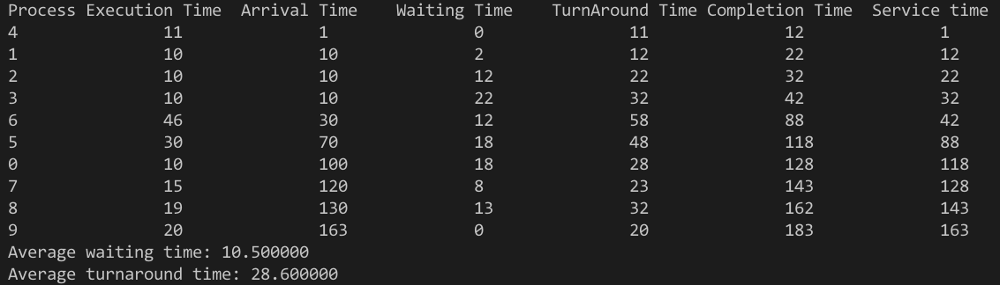 Process Execution Time Arrival Time Waiting Time TurnAround Time Completion Time Service time
4 11 1 0 11 12 1
1 10 10 2 12 22 12
2 10 10 12 22 32 22
3 10 10 22 32 42 32
6 46 30 12 58 88 42
5 30 70 18 48 118 88
0 10 100 18 28 128 118
7 15 120 8 23 143 128
8 19 130 13 32 162 143
9 20 163 0 20 183 163
Average waiting time: 10.500000
Average turnaround time: 28.600000